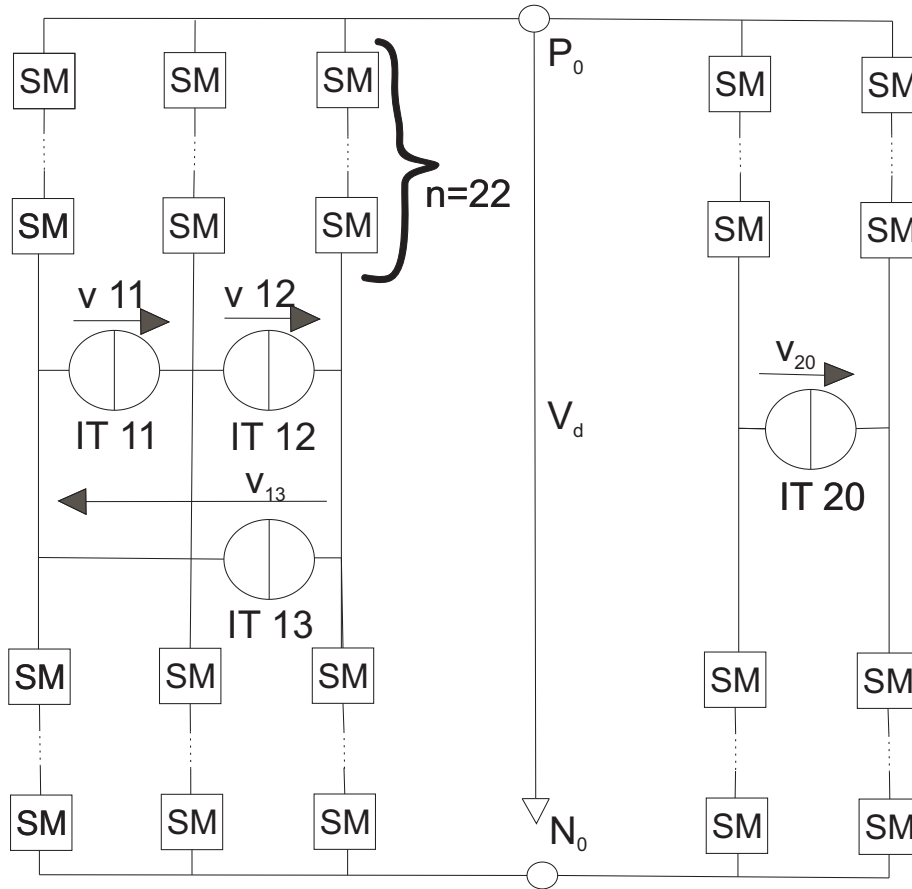 P₀
SM SM SM SM SM
n=22
SM SM SM SM SM
v 11 v 12
v₂₀
V_d
IT 11 IT 12
v₁₃
IT 20
IT 13
SM SM SM SM SM
SM SM SM SM SM
N₀